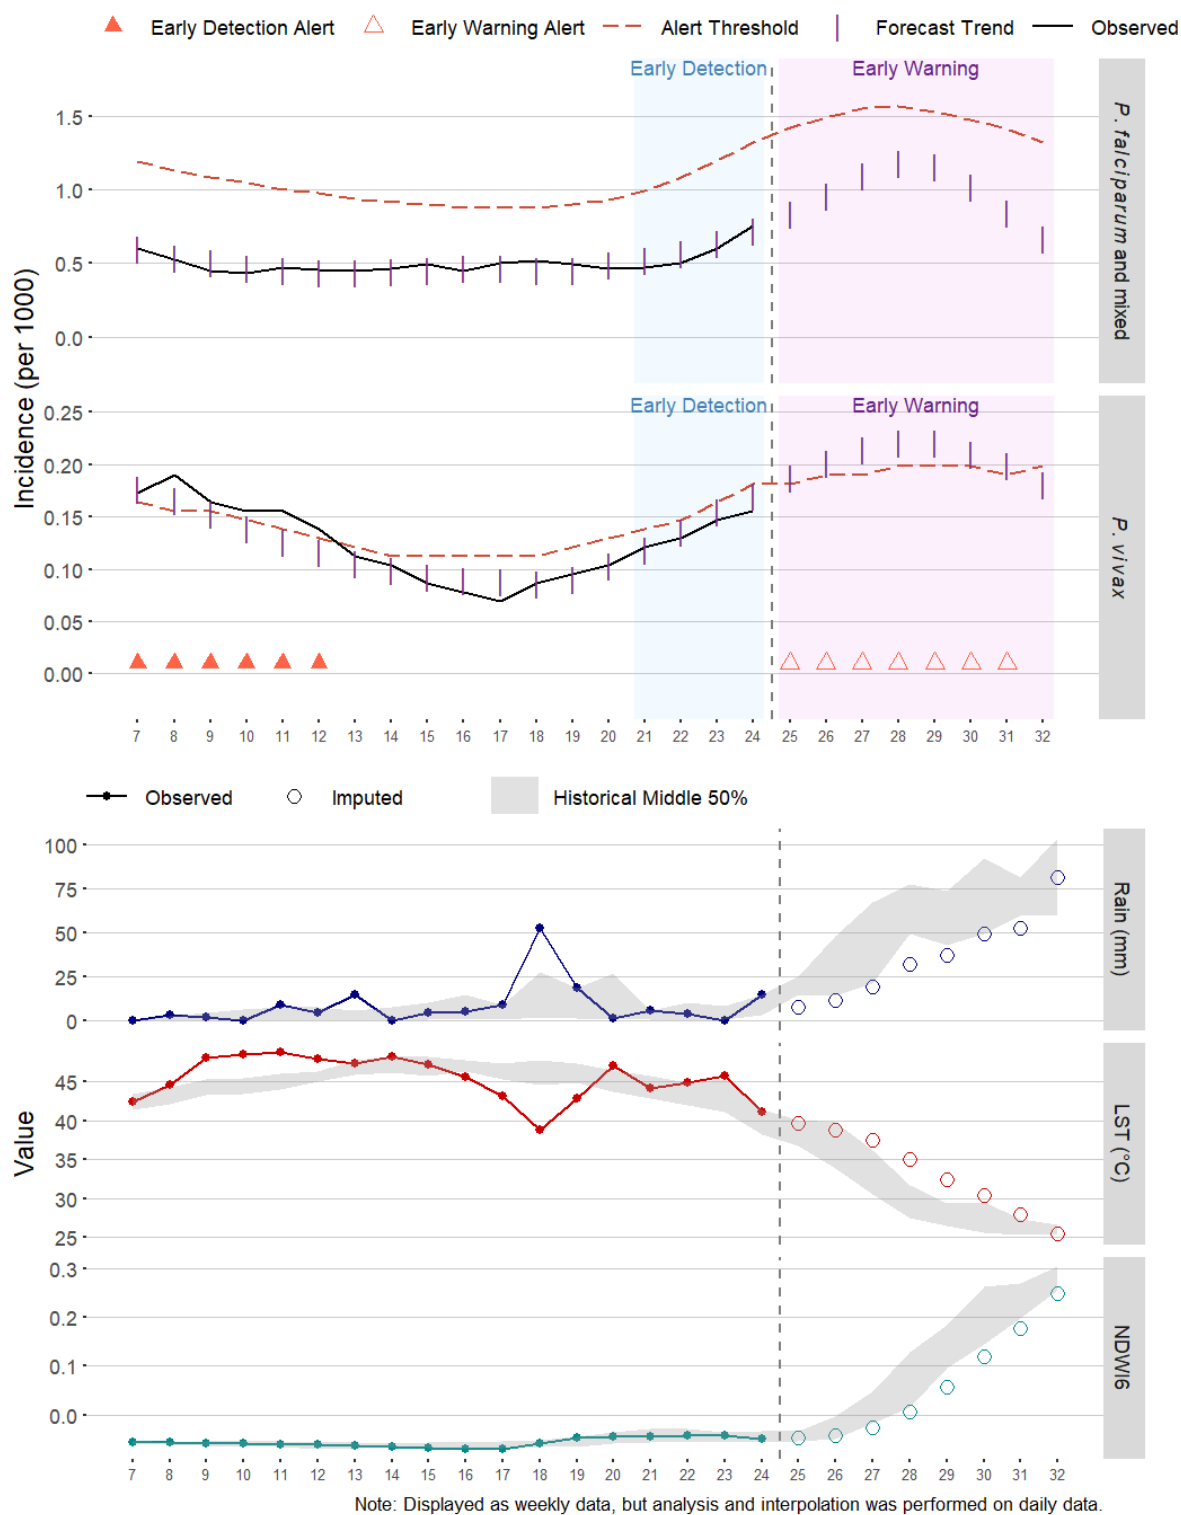 Early Detection Alert Early Warning Alert Alert Threshold Forecast Trend Observed
Early Detection Early Warning
1.5
1.0
0.5
0.0
P. falciparum and mixed
Incidence (per 1000)
Early Detection Early Warning
0.25
0.20
0.15
0.10
0.05
0.00
P. vivax
7 8 9 10 11 12 13 14 15 16 17 18 19 20 21 22 23 24 25 26 27 28 29 30 31 32
Observed Imputed Historical Middle 50%
100
75
50
25
0
Rain (mm)
Value
45
40
35
30
25
LST (°C)
0.3
0.2
0.1
0.0
NDWI6
7 8 9 10 11 12 13 14 15 16 17 18 19 20 21 22 23 24 25 26 27 28 29 30 31 32
Note: Displayed as weekly data, but analysis and interpolation was performed on daily data.